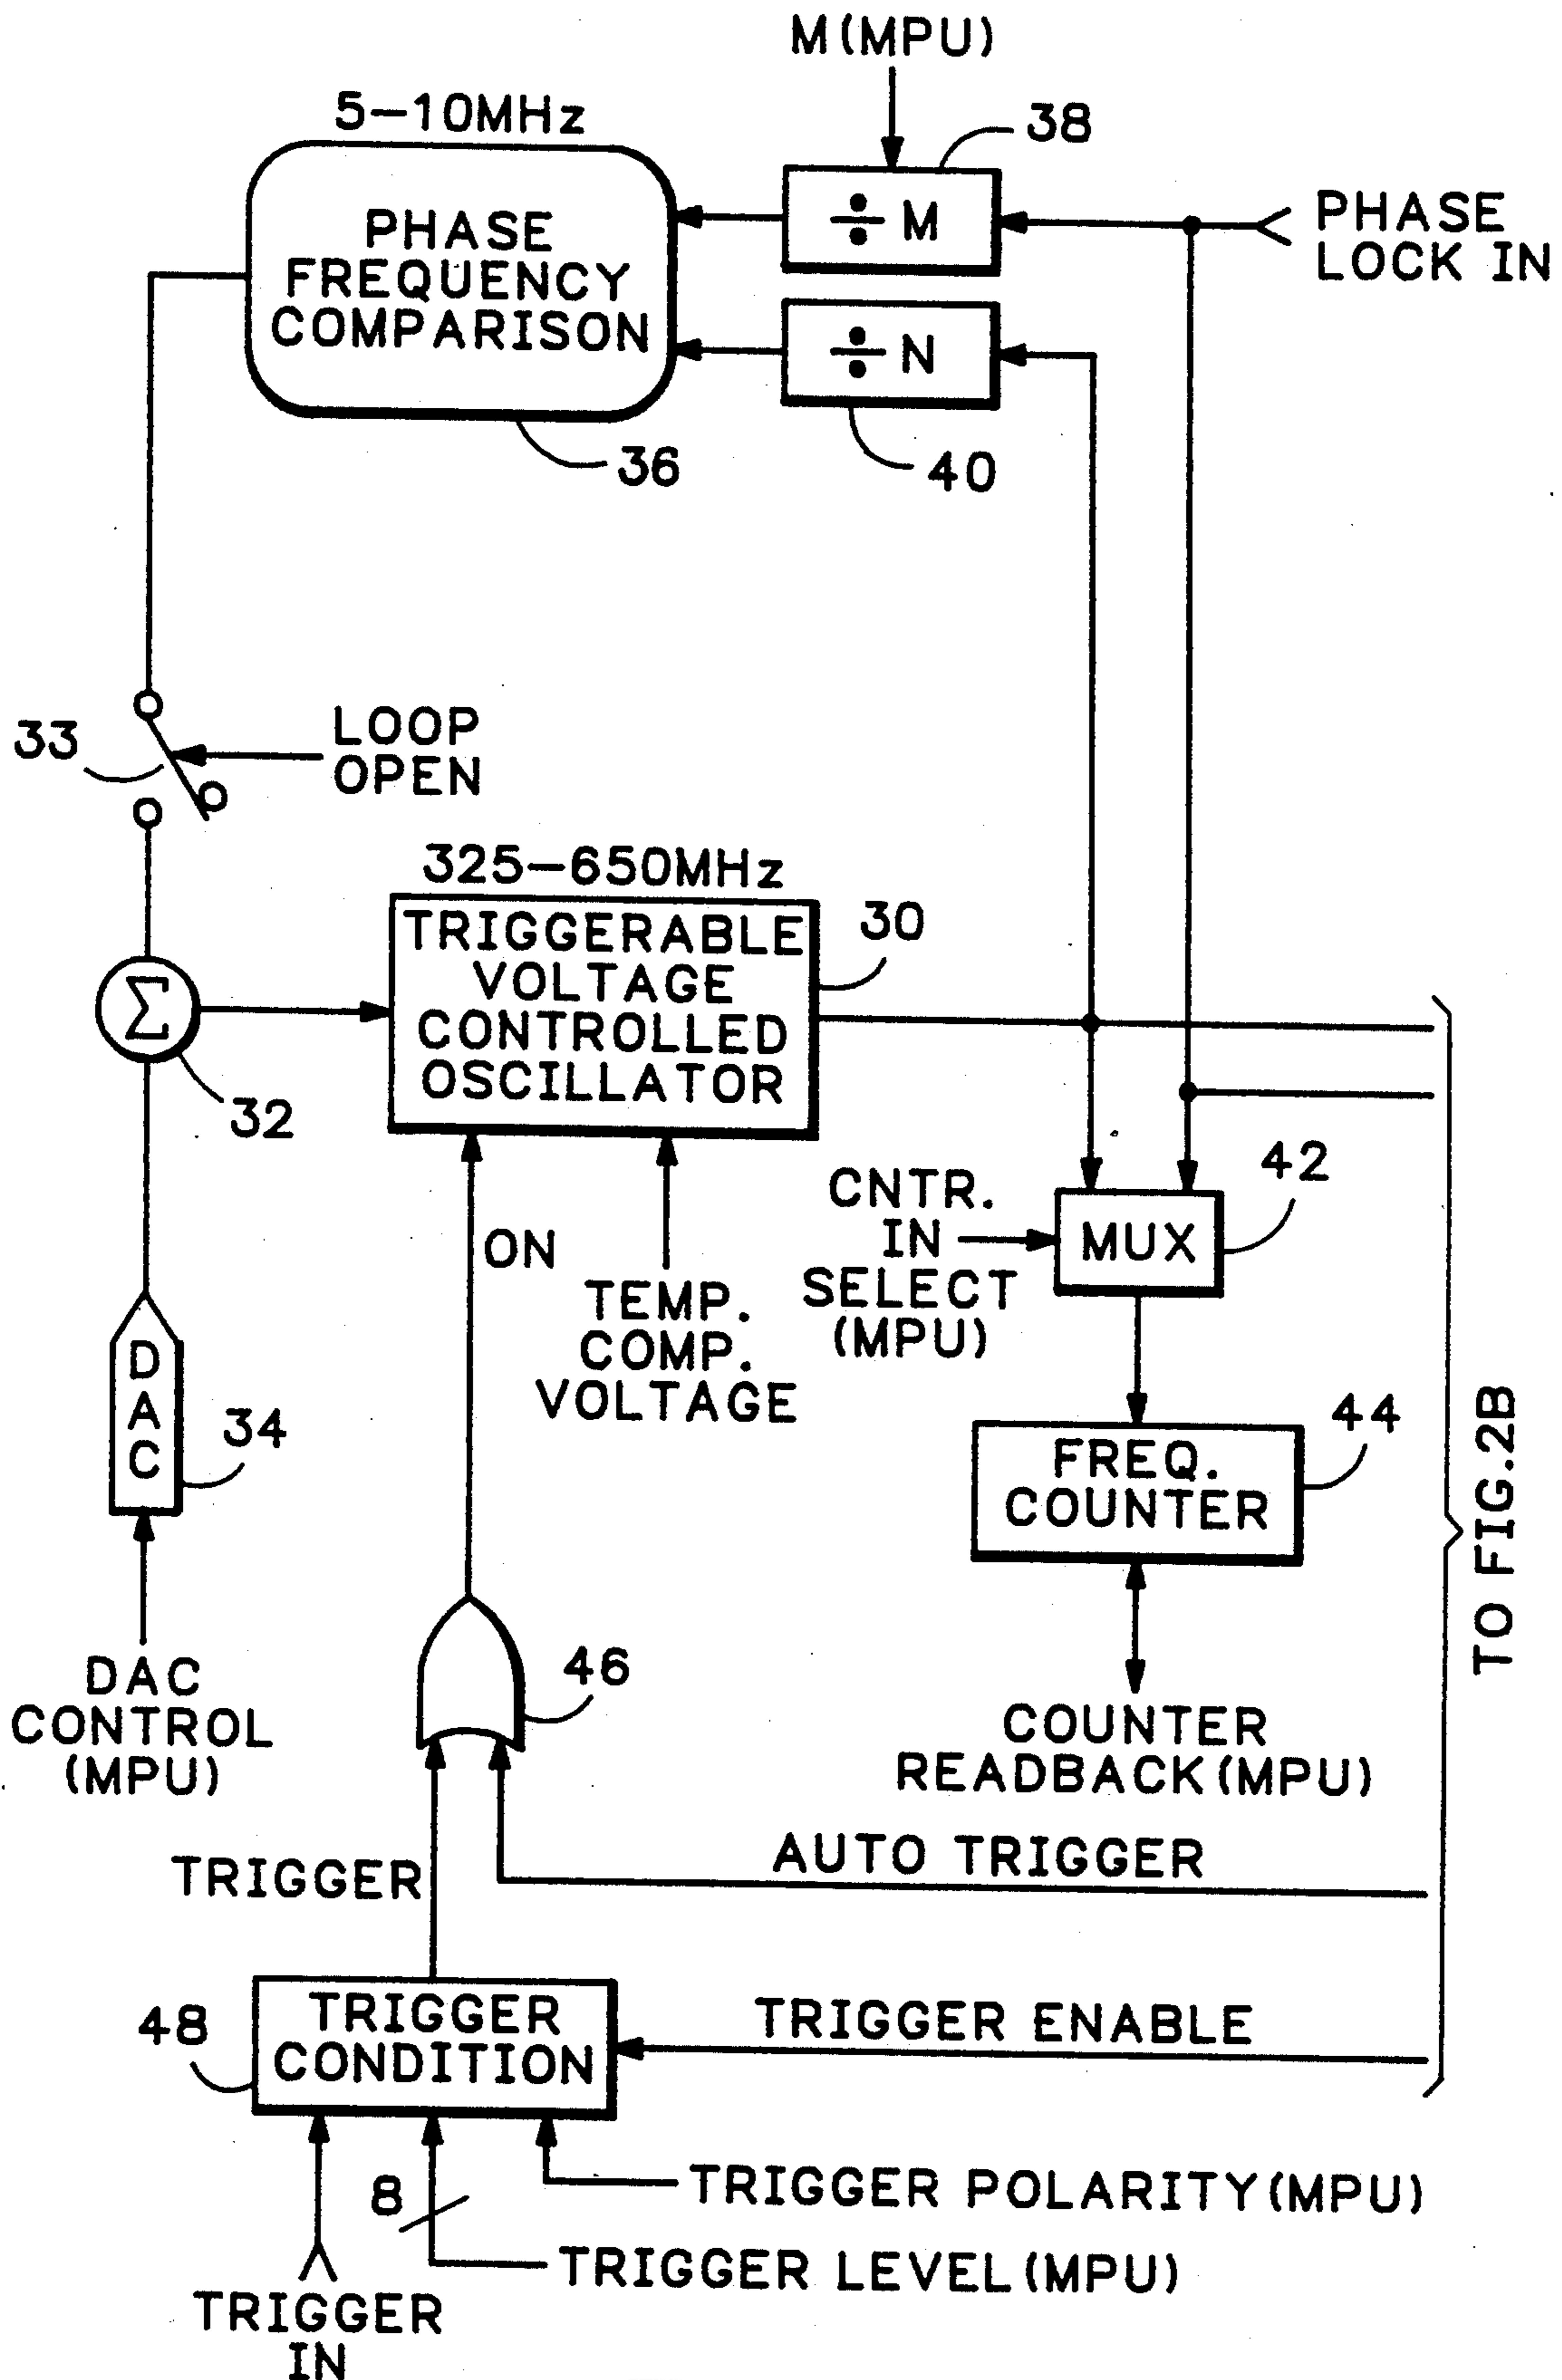 M(MPU)
5-10MHz
38
PHASE
FREQUENCY
COMPARISON
÷ M
PHASE
LOCK IN
÷ N
36
40
33
LOOP
OPEN
325-650MHz
TRIGGERABLE
VOLTAGE
CONTROLLED
OSCILLATOR
30
Σ
32
ON
TEMP.
COMP.
VOLTAGE
CNTR.
IN
SELECT
(MPU)
MUX
42
DAC
34
FREQ.
COUNTER
44
TO FIG.2B
DAC
CONTROL
(MPU)
46
COUNTER
READBACK(MPU)
TRIGGER
AUTO TRIGGER
48
TRIGGER
CONDITION
TRIGGER ENABLE
8
TRIGGER POLARITY(MPU)
TRIGGER LEVEL(MPU)
TRIGGER
IN